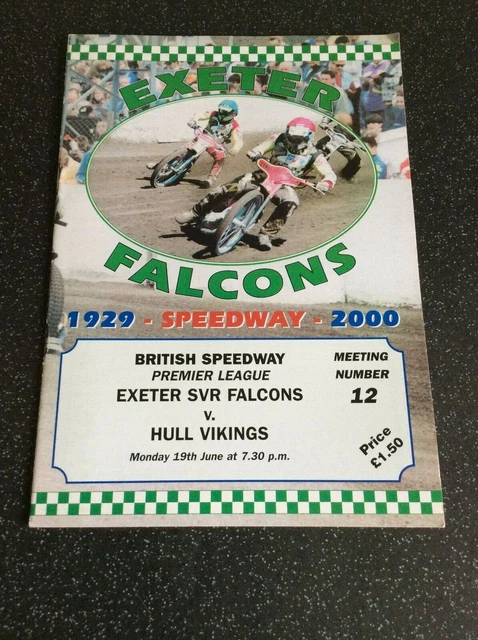 EXETER
FALCONS
1929 - SPEEDWAY - 2000
BRITISH SPEEDWAY
PREMIER LEAGUE
EXETER SVR FALCONS
v.
HULL VIKINGS
Monday 19th June at 7.30 p.m.
MEETING
NUMBER
12
Price
£1.50